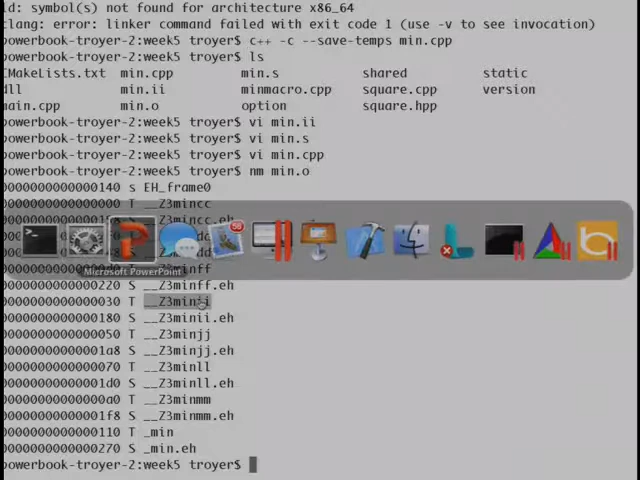 ld: symbol(s) not found for architecture x86_64
clang: error: linker command failed with exit code 1 (use -v to see invocation)
powerbook-troyer-2:week5 troyer$ c++ -c --save-temps min.cpp
powerbook-troyer-2:week5 troyer$ ls
CMakeLists.txt min.cpp min.s shared static
dll min.ii minmacro.cpp square.cpp version
main.cpp min.o option square.hpp
powerbook-troyer-2:week5 troyer$ vi min.ii
powerbook-troyer-2:week5 troyer$ vi min.s
powerbook-troyer-2:week5 troyer$ vi min.cpp
powerbook-troyer-2:week5 troyer$ nm min.o
0000000000000140 s EH_frame0
0000000000000000 T __Z3mincc
58
Microsoft PowerPoint
0000000000000220 S __Z3minff.eh
0000000000000030 T __Z3minii
0000000000000180 S __Z3minii.eh
0000000000000050 T __Z3minjj
00000000000001a8 S __Z3minjj.eh
0000000000000070 T __Z3minll
00000000000001d0 S __Z3minll.eh
00000000000000a0 T __Z3minmm
00000000000001f8 S __Z3minmm.eh
0000000000000110 T _min
0000000000000270 S _min.eh
powerbook-troyer-2:week5 troyer$